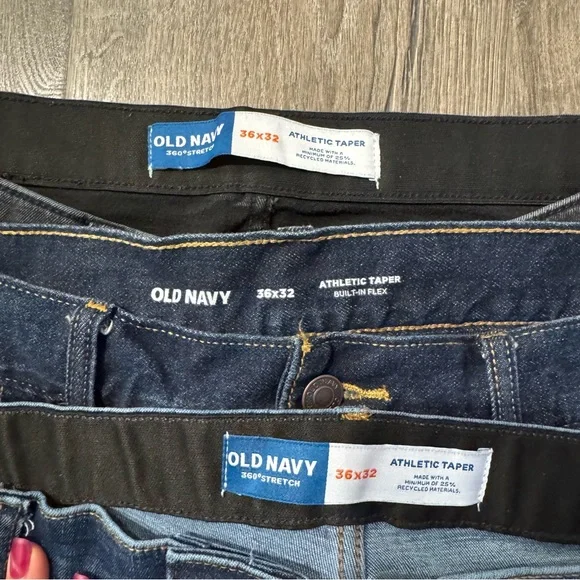 OLD NAVY 36x32 ATHLETIC TAPER
360° STRETCH MADE WITH A
MINIMUM OF 25%
RECYCLED MATERIALS.
OLD NAVY 36x32 ATHLETIC TAPER
BUILT-IN FLEX
OLD NAVY 36x32 ATHLETIC TAPER
360° STRETCH MADE WITH A
MINIMUM OF 25%
RECYCLED MATERIALS.